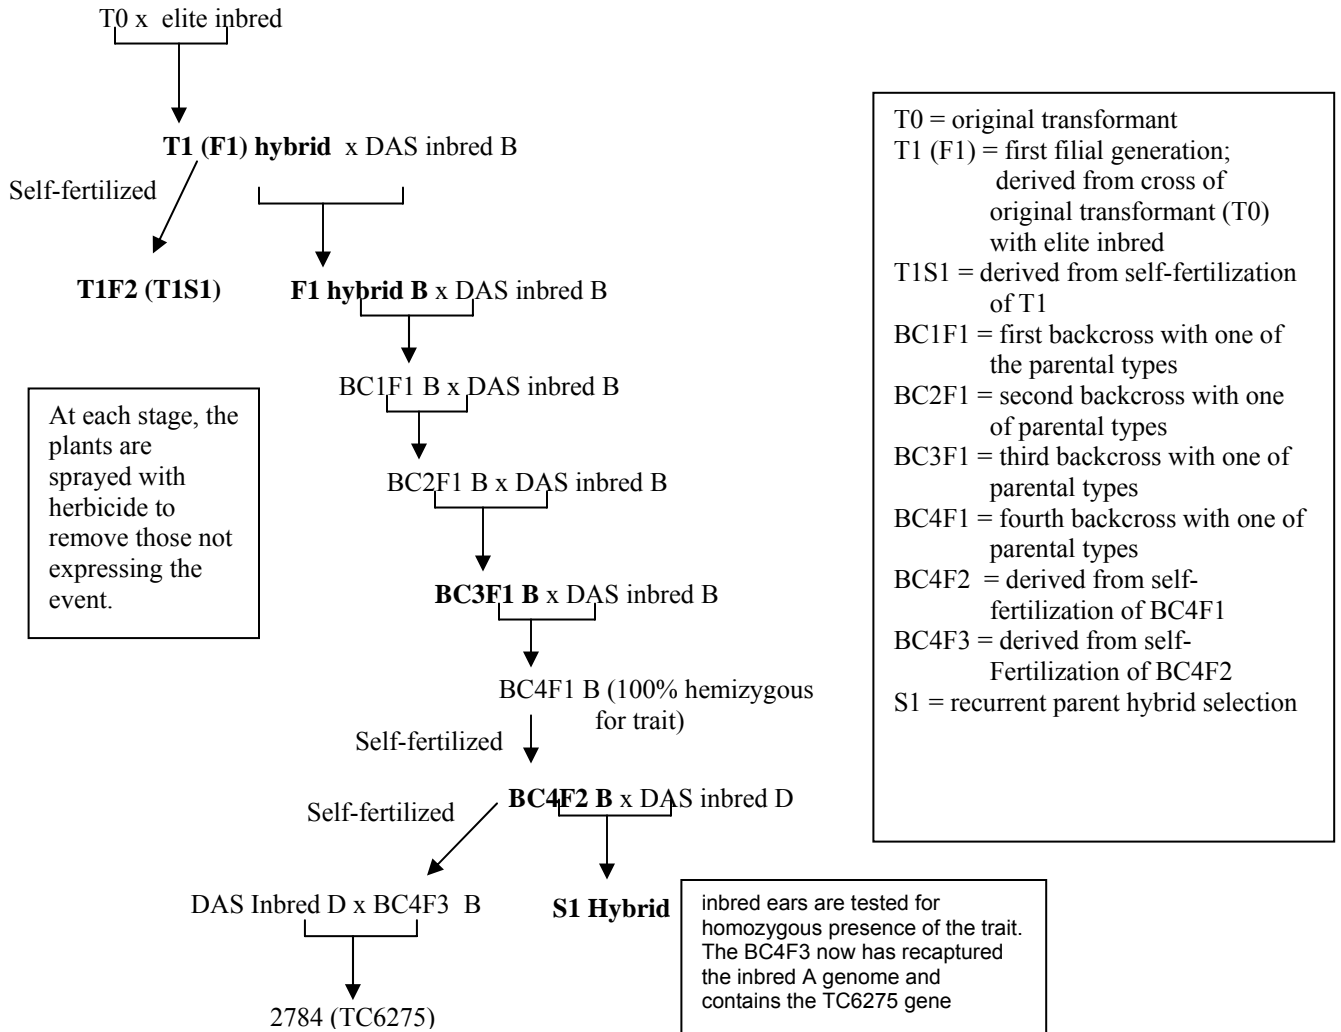 T0 x elite inbred
T1 (F1) hybrid x DAS inbred B
Self-fertilized
T1F2 (T1S1)
F1 hybrid B x DAS inbred B
BC1F1 B x DAS inbred B
At each stage, the
plants are
sprayed with
herbicide to
remove those not
expressing the
event.
BC2F1 B x DAS inbred B
BC3F1 B x DAS inbred B
BC4F1 B (100% hemizygous
for trait)
Self-fertilized
BC4F2 B x DAS inbred D
Self-fertilized
DAS Inbred D x BC4F3 B
S1 Hybrid
2784 (TC6275)
T0 = original transformant
T1 (F1) = first filial generation;
derived from cross of
original transformant (T0)
with elite inbred
T1S1 = derived from self-fertilization
of T1
BC1F1 = first backcross with one of
the parental types
BC2F1 = second backcross with one
of parental types
BC3F1 = third backcross with one of
parental types
BC4F1 = fourth backcross with one of
parental types
BC4F2 = derived from self-
fertilization of BC4F1
BC4F3 = derived from self-
Fertilization of BC4F2
S1 = recurrent parent hybrid selection
inbred ears are tested for
homozygous presence of the trait.
The BC4F3 now has recaptured
the inbred A genome and
contains the TC6275 gene